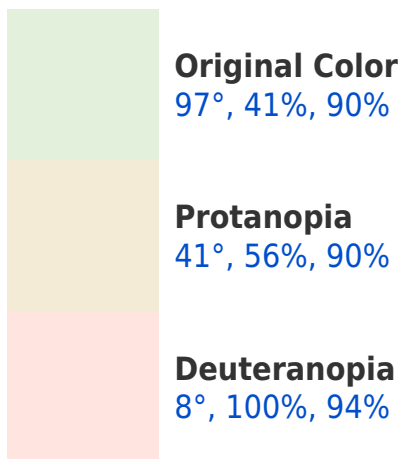 Original Color
97°, 41%, 90%
Protanopia
41°, 56%, 90%
Deuteranopia
8°, 100%, 94%